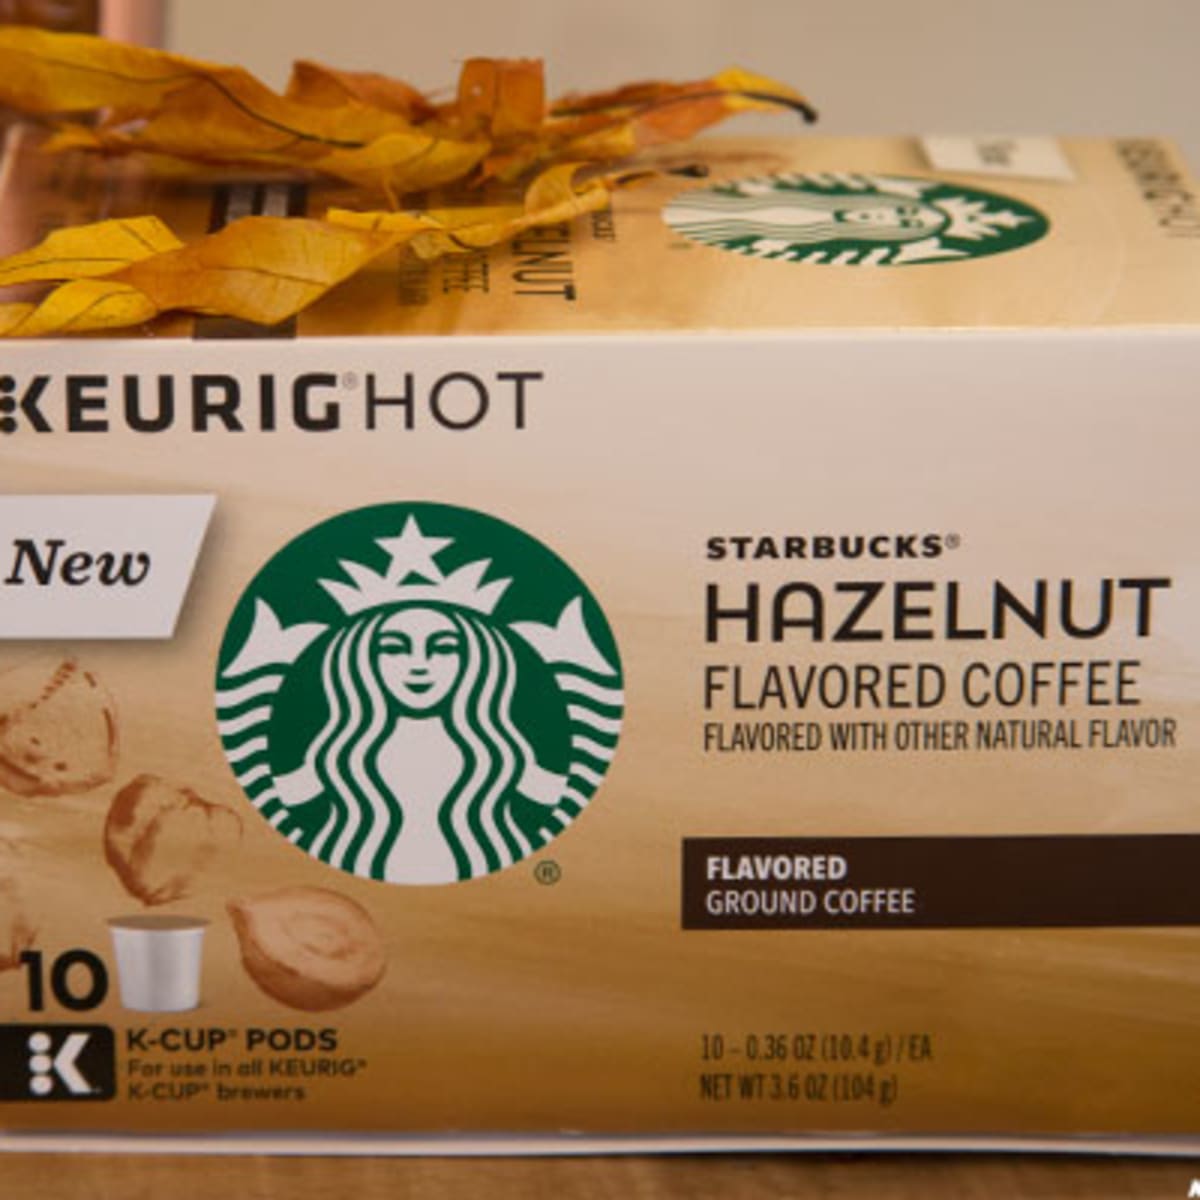 HAZELNUT
KEURIG® HOT
New
STARBUCKS®
HAZELNUT
FLAVORED COFFEE
FLAVORED WITH OTHER NATURAL FLAVOR
FLAVORED
GROUND COFFEE
®
10
K
K-CUP® PODS
For use in all KEURIG®
K-CUP® brewers
10 – 0.36 OZ (10.4 g) / EA
NET WT 3.6 OZ (104 g)